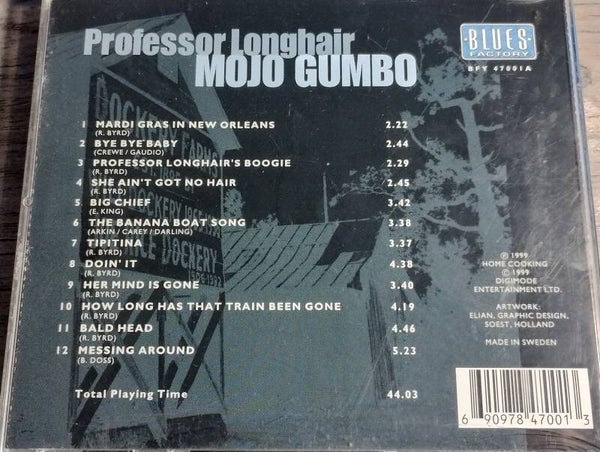 Professor Longhair
MOJO GUMBO
BLUES
FACTORY
BFY 47001A
1 MARDI GRAS IN NEW ORLEANS 2.22
(R. BYRD)
2 BYE BYE BABY 2.44
(CREWE / GAUDIO)
3 PROFESSOR LONGHAIR'S BOOGIE 2.29
(R. BYRD)
4 SHE AIN'T GOT NO HAIR 2.45
(R. BYRD)
5 BIG CHIEF 3.42
(E. KING)
6 THE BANANA BOAT SONG 3.38
(ARKIN / CAREY / DARLING)
7 TIPITINA 3.37
(R. BYRD)
8 DOIN' IT 4.38
(R. BYRD)
9 HER MIND IS GONE 3.40
(R. BYRD)
10 HOW LONG HAS THAT TRAIN BEEN GONE 4.19
(R. BYRD)
11 BALD HEAD 4.46
(R. BYRD)
12 MESSING AROUND 5.23
(B. DOSS)
Total Playing Time 44.03
DOCKERY FARMS
EST. 1895
DOCKERY
DOCKERY
℗ 1999
HOME COOKING
© 1999
DIGIMODE
ENTERTAINMENT LTD.
ARTWORK:
ELIAN, GRAPHIC DESIGN,
SOEST, HOLLAND
MADE IN SWEDEN
6 90978 47001 3